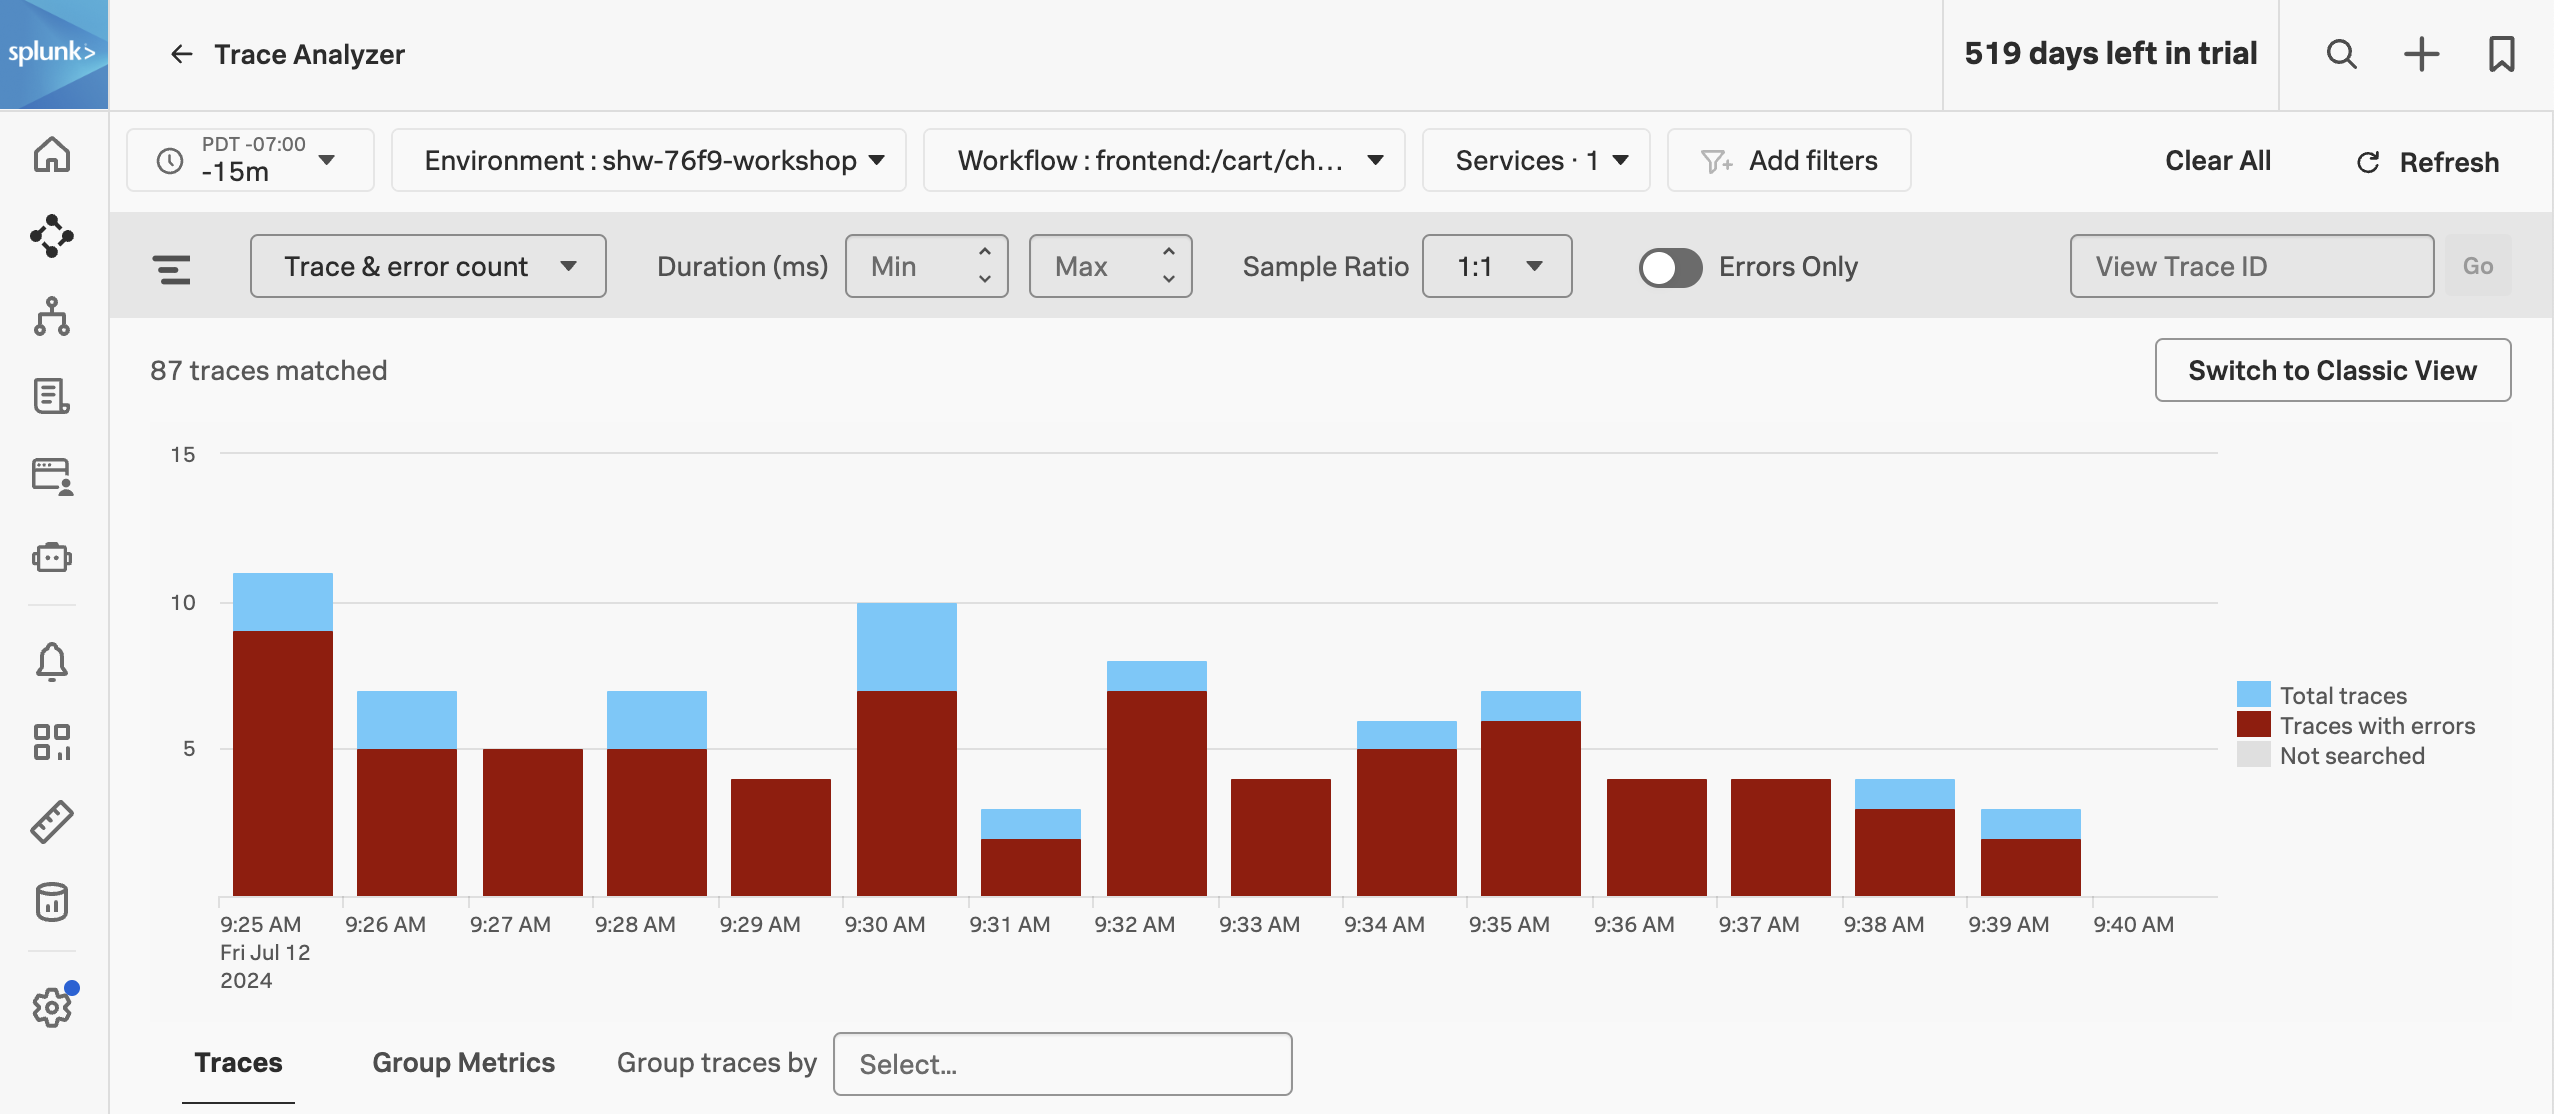 splunk>
Trace Analyzer
519 days left in trial
PDT -07:00
-15m
Environment : shw-76f9-workshop
Workflow : frontend:/cart/ch...
Services · 1
Add filters
Clear All
Refresh
Trace & error count
Duration (ms)
Min
Max
Sample Ratio
1:1
Errors Only
View Trace ID
Go
87 traces matched
Switch to Classic View
15
10
5
Total traces
Traces with errors
Not searched
9:25 AM
9:26 AM
9:27 AM
9:28 AM
9:29 AM
9:30 AM
9:31 AM
9:32 AM
9:33 AM
9:34 AM
9:35 AM
9:36 AM
9:37 AM
9:38 AM
9:39 AM
9:40 AM
Fri Jul 12
2024
Traces
Group Metrics
Group traces by
Select...